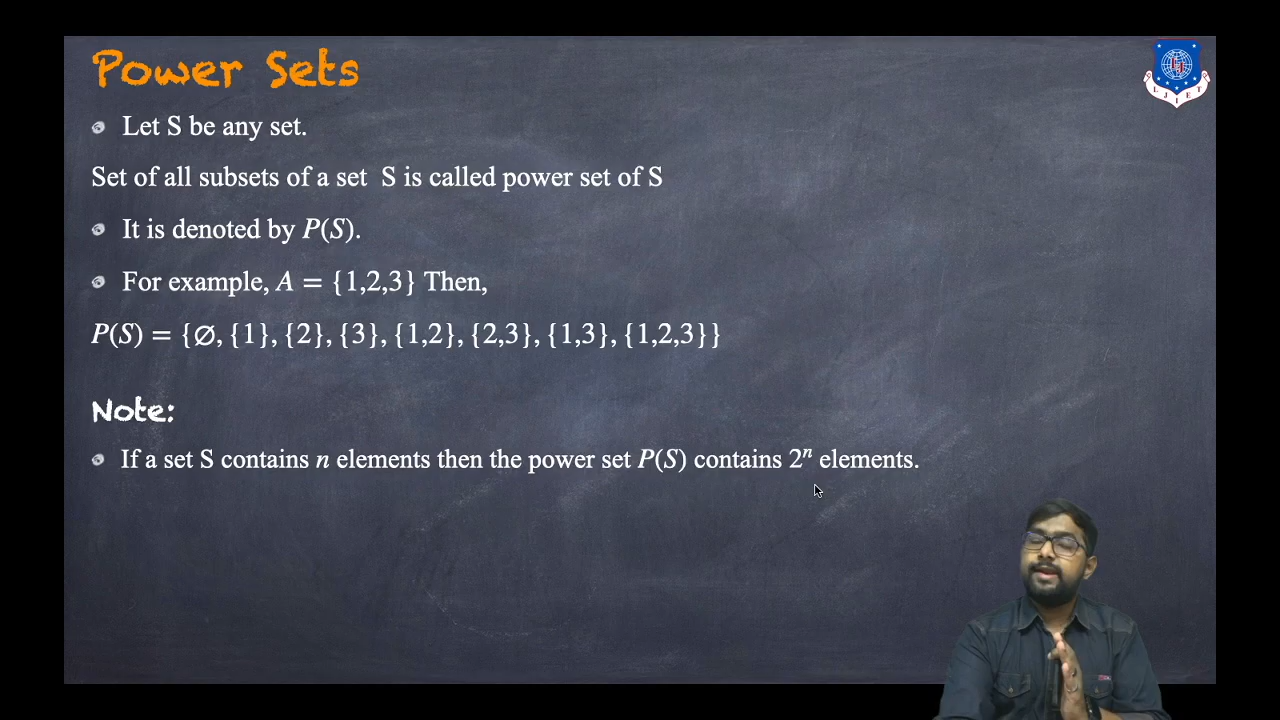 Power Sets
L J I E T
Let S be any set.
Set of all subsets of a set S is called power set of S
It is denoted by P(S).
For example, A = {1,2,3} Then,
P(S) = {∅, {1}, {2}, {3}, {1,2}, {2,3}, {1,3}, {1,2,3}}
Note:
If a set S contains n elements then the power set P(S) contains 2ⁿ elements.